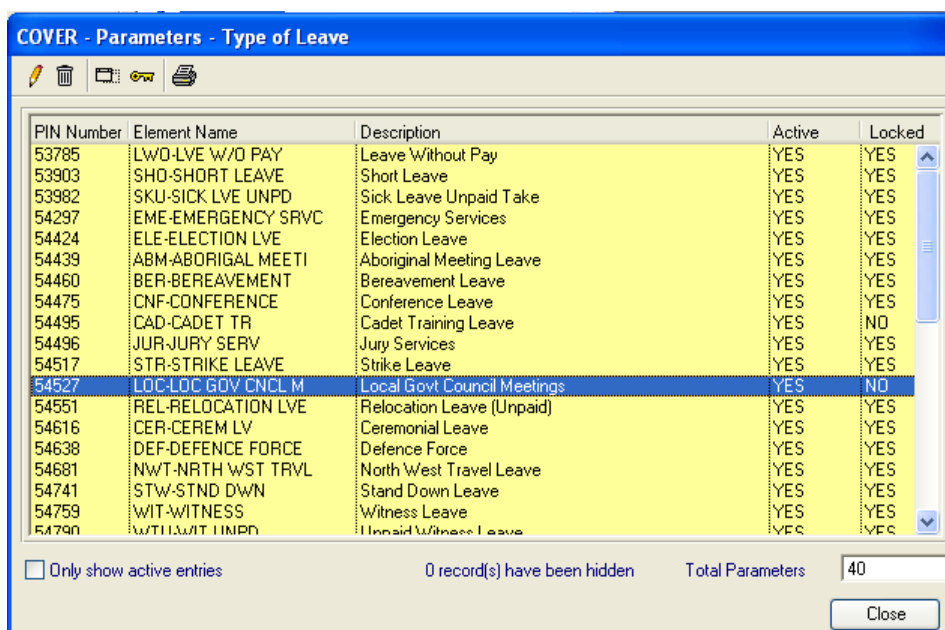 COVER - Parameters - Type of Leave
PIN Number Element Name Description Active Locked
53785 LWO-LVE W/O PAY Leave Without Pay YES YES
53903 SHO-SHORT LEAVE Short Leave YES YES
53982 SKU-SICK LVE UNPD Sick Leave Unpaid Take YES YES
54297 EME-EMERGENCY SRVC Emergency Services YES YES
54424 ELE-ELECTION LVE Election Leave YES YES
54439 ABM-ABORIGAL MEETI Aboriginal Meeting Leave YES YES
54460 BER-BEREAVEMENT Bereavement Leave YES YES
54475 CNF-CONFERENCE Conference Leave YES YES
54495 CAD-CADET TR Cadet Training Leave YES NO
54496 JUR-JURY SERV Jury Services YES YES
54517 STR-STRIKE LEAVE Strike Leave YES YES
54527 LOC-LOC GOV CNCL M Local Govt Council Meetings YES NO
54551 REL-RELOCATION LVE Relocation Leave (Unpaid) YES YES
54616 CER-CEREM LV Ceremonial Leave YES YES
54638 DEF-DEFENCE FORCE Defence Force YES YES
54681 NWT-NRTH WST TRVL North West Travel Leave YES YES
54741 STW-STND DWN Stand Down Leave YES YES
54759 WIT-WITNESS Witness Leave YES YES
54790 WTU-WIT UNPD Unpaid Witness Leave YES YES
Only show active entries 0 record(s) have been hidden Total Parameters 40
Close